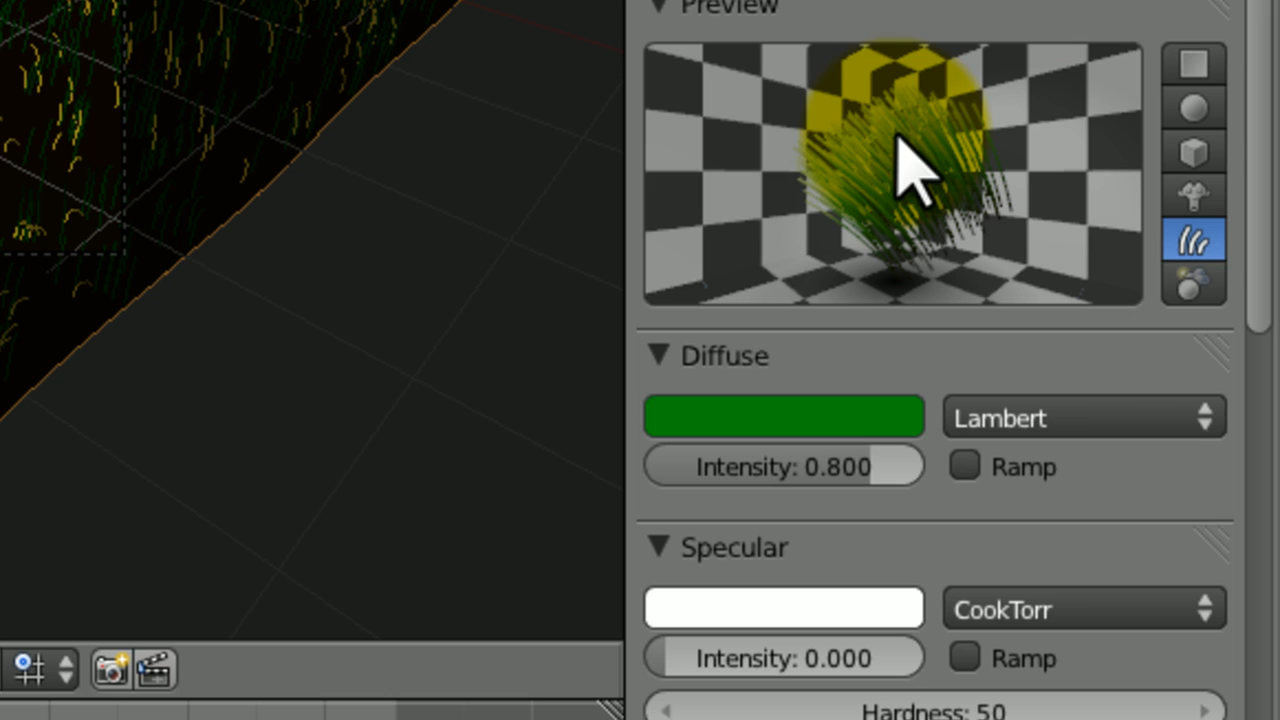 Preview
Diffuse
Lambert
Intensity: 0.800
Ramp
Specular
CookTorr
Intensity: 0.000
Ramp
Hardness: 50